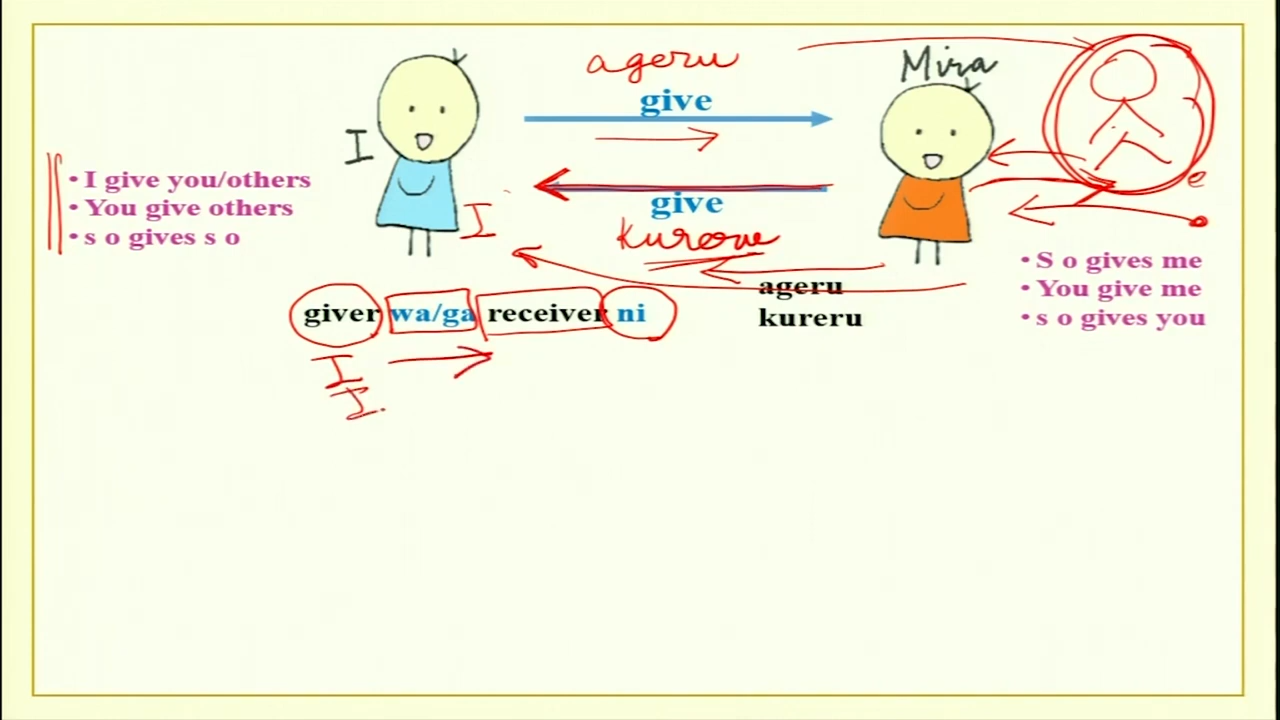 ageru
Mira
give
I
• I give you/others
• You give others
• s o gives s o
e
give
I
• S o gives me
• You give me
• s o gives you
ageru
kureru
giver wa/ga receiver ni
I
I